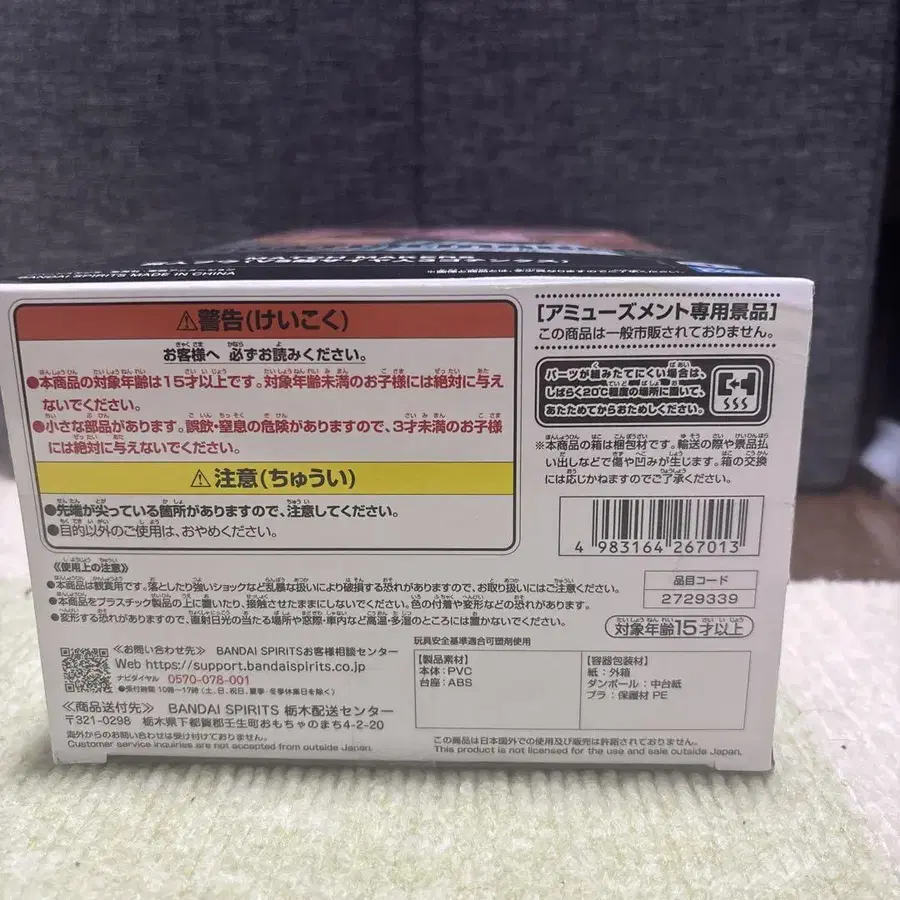 BANDAI SPIRITS MADE IN CHINA
MATCH MAKERS
⚠警告(けいこく)
お客様へ 必ずお読みください。
●本商品の対象年齢は15才以上です。対象年齢未満のお子様には絶対に与え
ないでください。
●小さな部品があります。誤飲・窒息の危険がありますので、3才未満のお子様
には絶対に与えないでください。
⚠注意(ちゅうい)
●先端が尖っている箇所がありますので、注意してください。
●目的以外のご使用は、おやめください。
《使用上の注意》
●本商品は観賞用です。落としたり強いショックなど乱暴な扱いにより破損する恐れがありますので、お取り扱いにはご注意ください。
●本商品をプラスチック製品の上に置いたり、接触させたままにしないでください。色の付着や変形などの恐れがあります。
●変形する恐れがありますので、直射日光の当たる場所や窓際・車内など高温・多湿のところには置かないでください。
≪お問い合わせ先≫ BANDAI SPIRITSお客様相談センター
Web https://support.bandaispirits.co.jp
ナビダイヤル 0570-078-001
●受付時間 10時〜17時(土、日、祝日、夏季・冬季休業日を除く)
≪商品送付先≫ BANDAI SPIRITS 栃木配送センター
〒321-0298 栃木県下都賀郡壬生町おもちゃのまち4-2-20
海外からのお問い合わせは受け付けておりません。
Customer service inquiries are not accepted from outside Japan.
[アミューズメント専用景品]
この商品は一般市販されておりません。
パーツが組みたてにくい場合は、
しばらく20℃程度の場所に置いて、
あたためてからおためしください。
※本商品の箱は梱包材です。輸送の際や景品払
い出しなどで傷や凹みが生じます。箱の交換
には応じかねますのでご了承ください。
4 983164 267013
品目コード
2729339
対象年齢15才以上
玩具安全基準適合可塑剤使用
【製品素材】
本体:PVC
台座:ABS
【容器包装材】
紙:外箱
ダンボール:中台紙
プラ:保護材 PE
この商品は日本国外での使用及び販売は許諾されておりません。
This product is not licensed for the use and sale outside Japan.